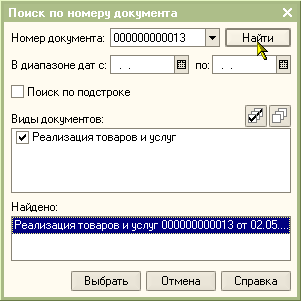 Поиск по номеру документа
Номер документа: 000000000013 Найти
В диапазоне дат с: . . по: . .
Поиск по подстроке
Виды документов:
Реализация товаров и услуг
Найдено:
Реализация товаров и услуг 000000000013 от 02.05...
Выбрать Отмена Справка